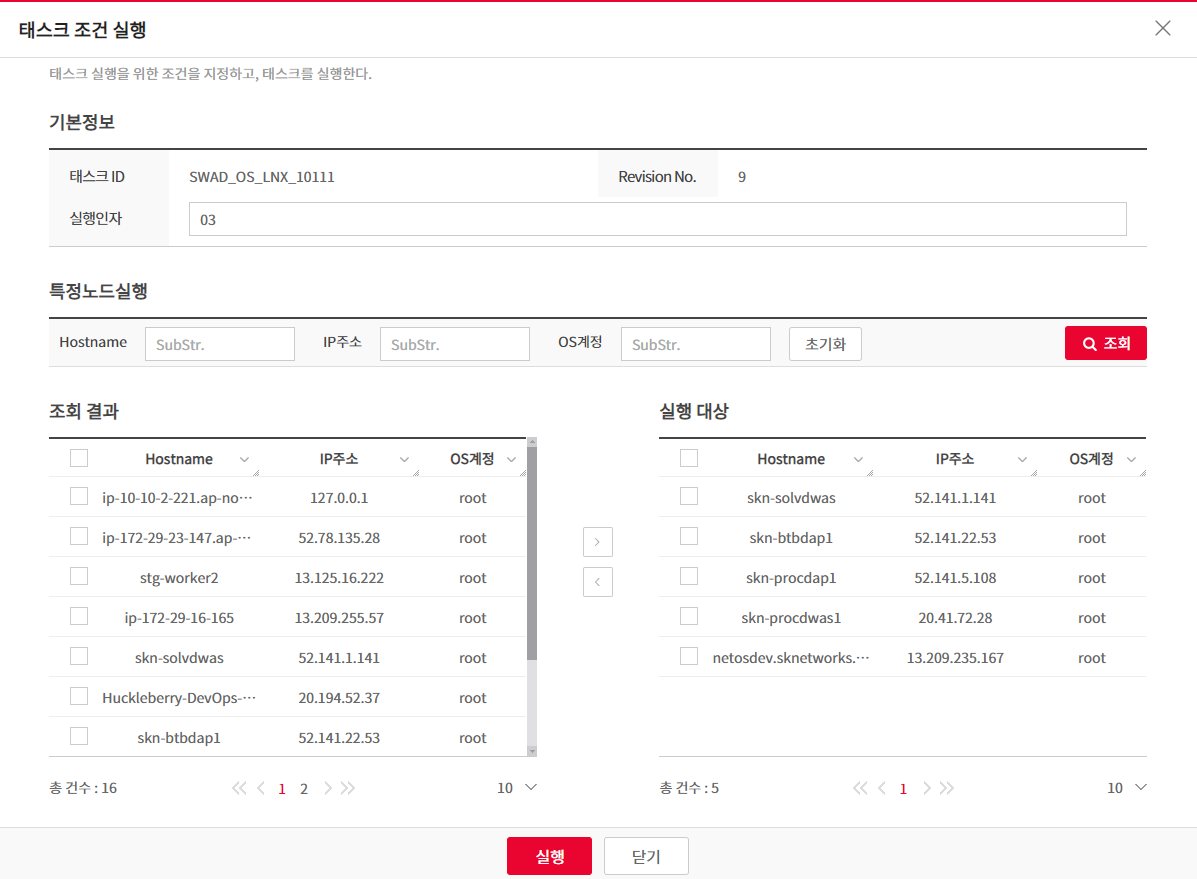 태스크 조건 실행
태스크 실행을 위한 조건을 지정하고, 태스크를 실행한다.
기본정보
태스크 ID SWAD_OS_LNX_10111 Revision No. 9
실행인자 03
특정노드실행
Hostname SubStr. IP주소 SubStr. OS계정 SubStr. 초기화 조회
조회 결과
Hostname IP주소 OS계정
ip-10-10-2-221.ap-no··· 127.0.0.1 root
ip-172-29-23-147.ap-··· 52.78.135.28 root
stg-worker2 13.125.16.222 root
ip-172-29-16-165 13.209.255.57 root
skn-solvdwas 52.141.1.141 root
Huckleberry-DevOps-··· 20.194.52.37 root
skn-btbdap1 52.141.22.53 root
총 건수 : 16 1 2 10
실행 대상
Hostname IP주소 OS계정
skn-solvdwas 52.141.1.141 root
skn-btbdap1 52.141.22.53 root
skn-procdap1 52.141.5.108 root
skn-procdwas1 20.41.72.28 root
netosdev.sknetworks.··· 13.209.235.167 root
총 건수 : 5 1 10
실행 닫기